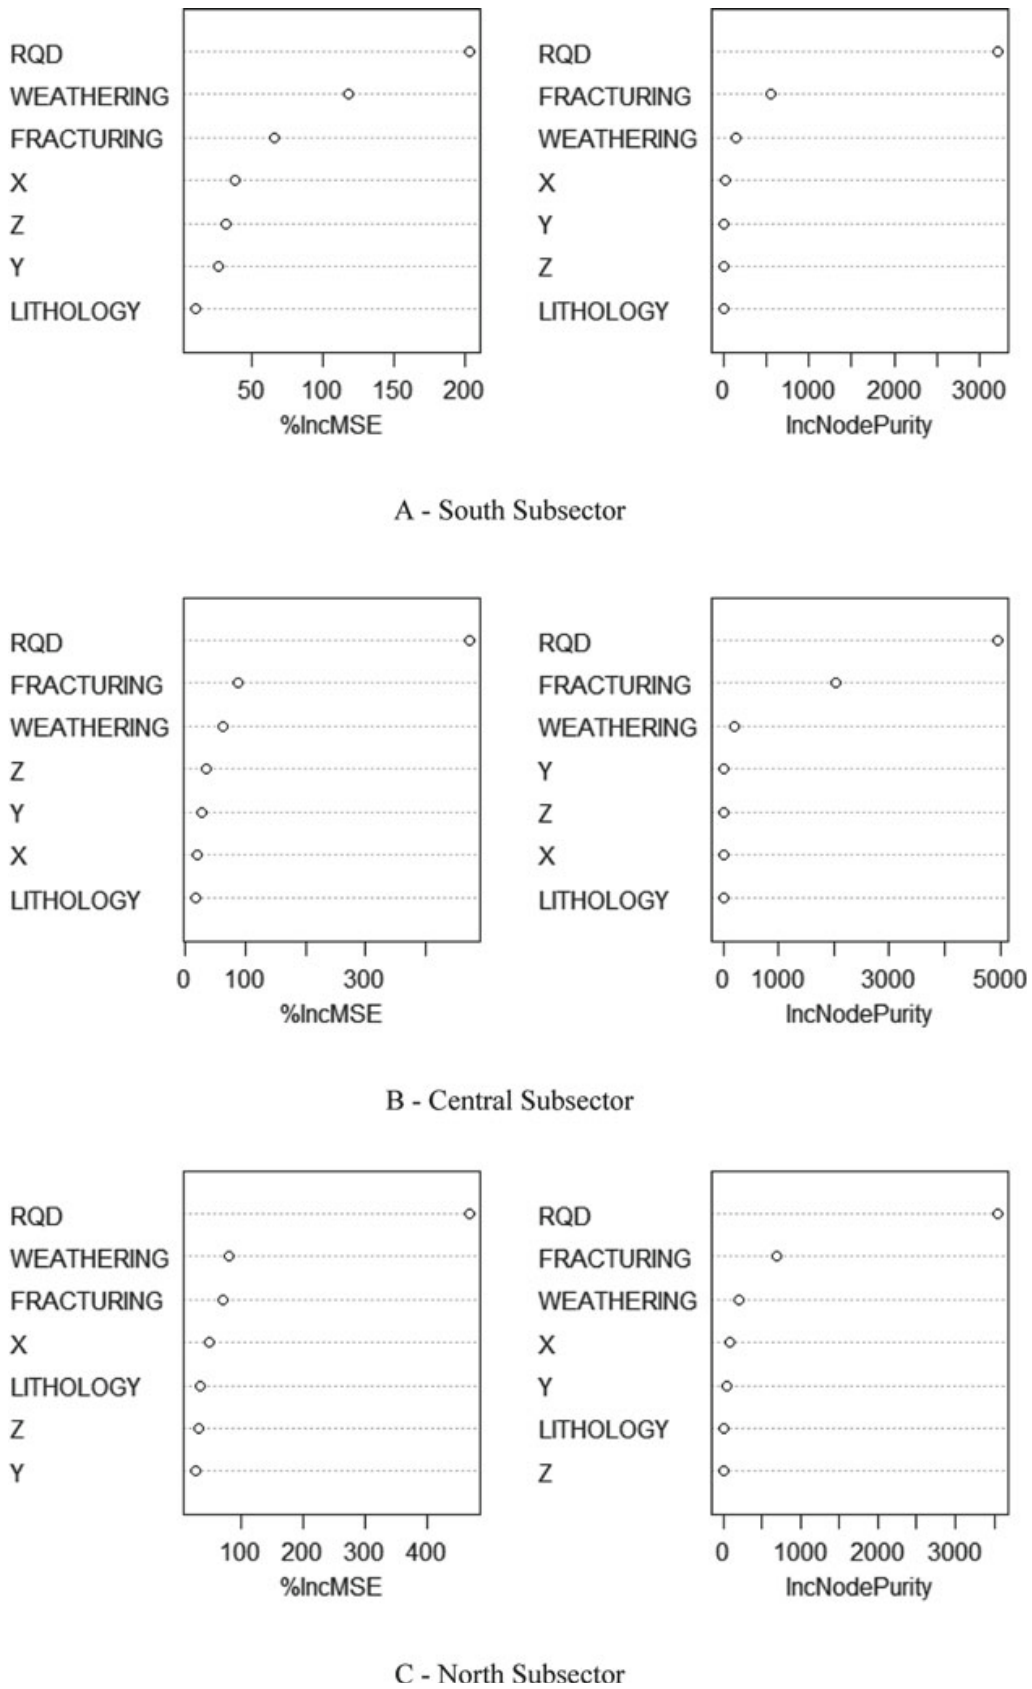 RQD RQD
WEATHERING FRACTURING
FRACTURING WEATHERING
X X
Z Y
Y Z
LITHOLOGY LITHOLOGY
50 100 150 200 0 1000 2000 3000
%IncMSE IncNodePurity
A - South Subsector
RQD RQD
FRACTURING FRACTURING
WEATHERING WEATHERING
Z Y
Y Z
X X
LITHOLOGY LITHOLOGY
0 100 300 0 1000 3000 5000
%IncMSE IncNodePurity
B - Central Subsector
RQD RQD
WEATHERING FRACTURING
FRACTURING WEATHERING
X X
LITHOLOGY Y
Z LITHOLOGY
Y Z
100 200 300 400 0 1000 2000 3000
%IncMSE IncNodePurity
C - North Subsector